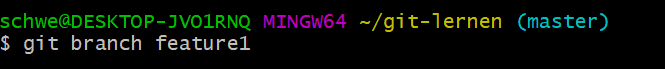 schwe@DESKTOP-JVO1RNQ MINGW64 ~/git-lernen (master)
$ git branch feature1